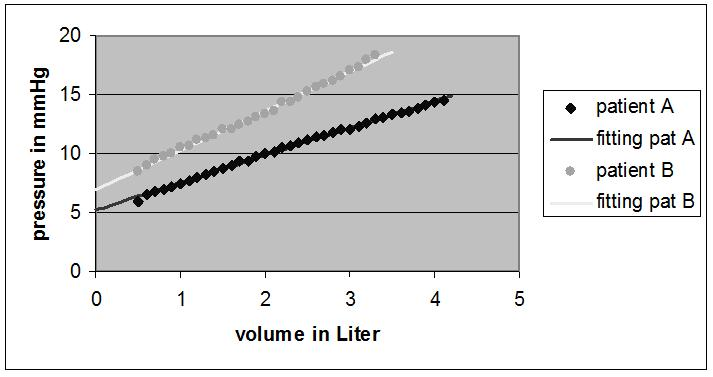 20
15
10
5
0
pressure in mmHg
0 1 2 3 4 5
volume in Liter
patient A
fitting pat A
patient B
fitting pat B